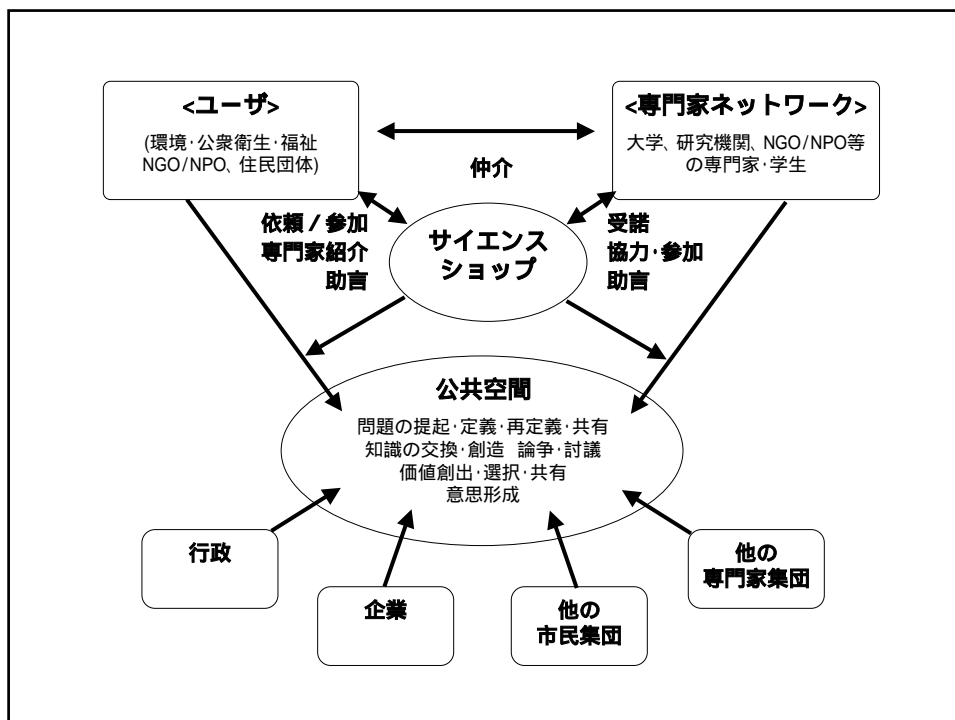 <ユーザ>
(環境･公衆衛生･福祉
NGO/NPO、住民団体)
<専門家ネットワーク>
大学、研究機関、NGO/NPO等
の専門家･学生
仲介
依頼 / 参加
専門家紹介
助言
サイエンス
ショップ
受諾
協力･参加
助言
公共空間
問題の提起･定義･再定義･共有
知識の交換･創造 論争･討議
価値創出･選択･共有
意思形成
行政
企業
他の
市民集団
他の
専門家集団